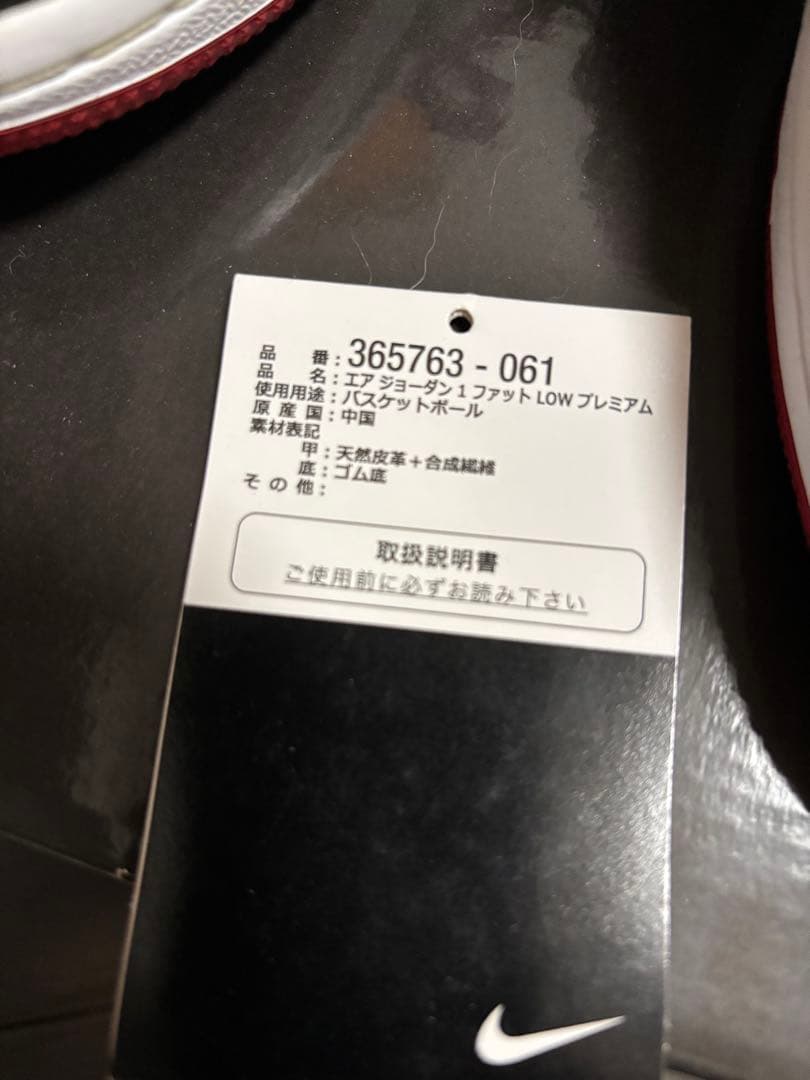 品 番：365763 - 061
品 名：エア ジョーダン 1 ファット LOW プレミアム
使用用途：バスケットボール
原 産 国：中国
素材表記
甲：天然皮革＋合成繊維
底：ゴム底
そ の 他：
取扱説明書
ご使用前に必ずお読み下さい